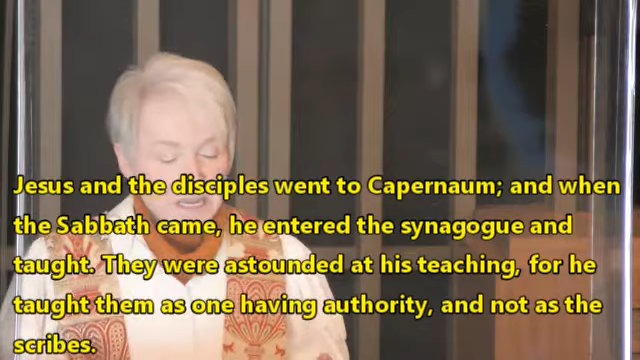 Jesus and the disciples went to Capernaum; and when
the Sabbath came, he entered the synagogue and
taught. They were astounded at his teaching, for he
taught them as one having authority, and not as the
scribes.